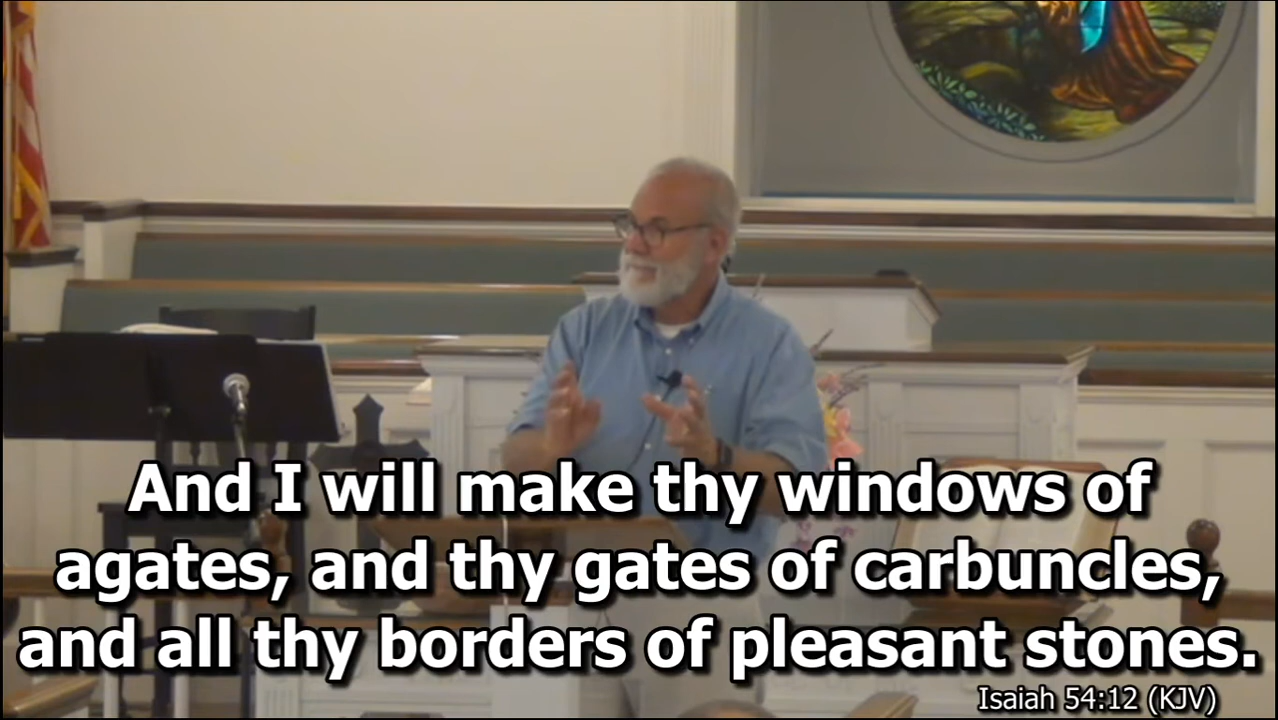 And I will make thy windows of
agates, and thy gates of carbuncles,
and all thy borders of pleasant stones.
Isaiah 54:12 (KJV)